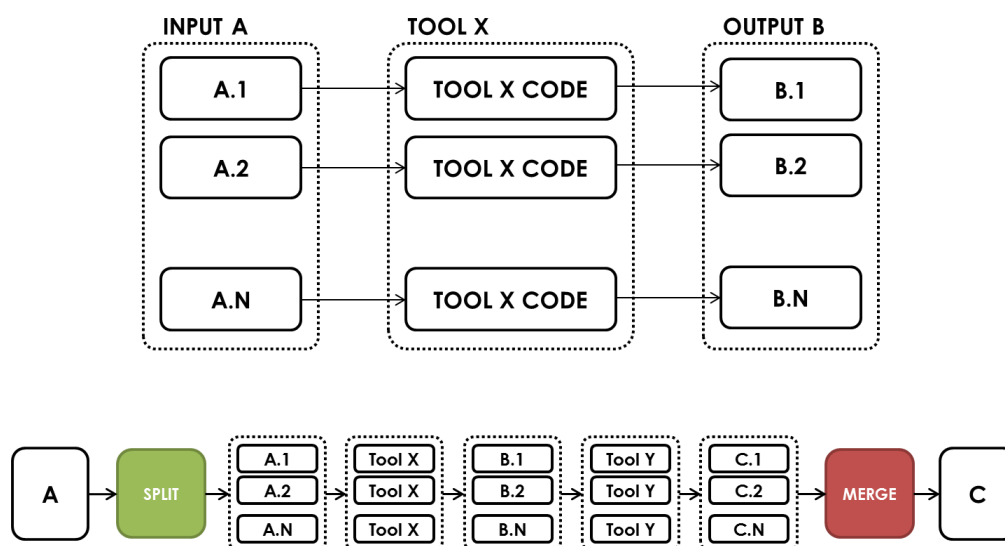 INPUT A TOOL X OUTPUT B
A.1 TOOL X CODE B.1
A.2 TOOL X CODE B.2
A.N TOOL X CODE B.N
A.1 Tool X B.1 Tool Y C.1
A SPLIT A.2 Tool X B.2 Tool Y C.2 MERGE C
A.N Tool X B.N Tool Y C.N